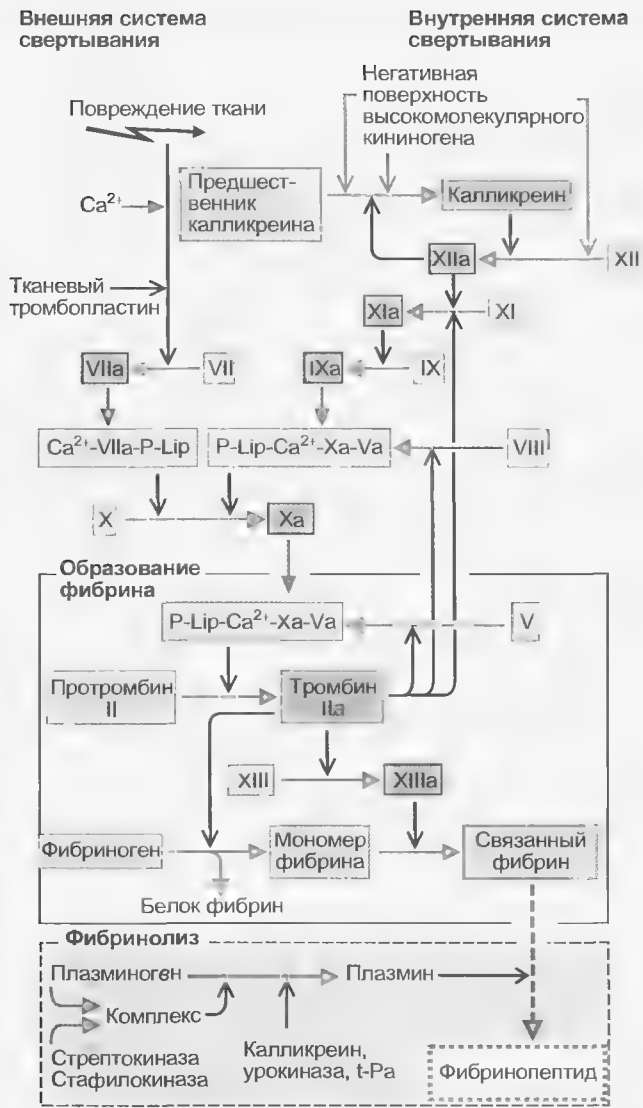 Внешняя система
свертывания
Внутренняя система
свертывания
Повреждение ткани
Негативная
поверхность
высокомолекулярного
кининогена
Ca²⁺
Предшест-
венник
калликреина
Калликреин
XIIa
XII
Тканевый
тромбопластин
XIa
XI
VIIa
VII
IXa
IX
Ca²⁺-VIIa-P-Lip
P-Lip-Ca²⁺-Xa-Va
VIII
X
Xa
Образование
фибрина
P-Lip-Ca²⁺-Xa-Va
V
Протромбин
II
Тромбин
IIa
XIII
XIIIa
Фибриноген
Мономер
фибрина
Связанный
фибрин
Белок фибрин
Фибринолиз
Плазминоген
Плазмин
Комплекс
Стрептокиназа
Стафилокиназа
Калликреин,
урокиназа, t-Pa
Фибринопептид